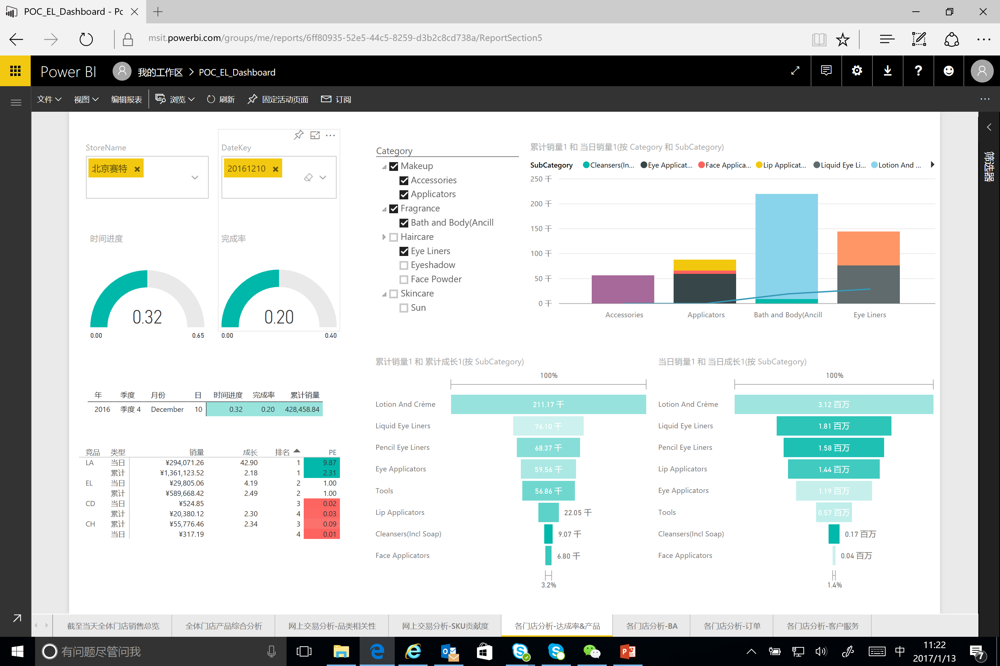 POC_EL_Dashboard - Pc
msit.powerbi.com/groups/me/reports/6ff80935-52e5-44c5-8259-d3b2c8cd738a/ReportSection5
Power BI 我的工作区 > POC_EL_Dashboard
文件 视图 编辑报表 浏览 刷新 固定活动页面 订阅
筛选器
StoreName
北京赛特
DateKey
20161210
时间进度
0.32
0.00 0.65
完成率
0.20
0.00 0.40
Category
Makeup
Accessories
Applicators
Fragrance
Bath and Body(Ancill
Haircare
Eye Liners
Eyeshadow
Face Powder
Skincare
Sun
累计销量1 和 当日销量1(按 Category 和 SubCategory)
SubCategory Cleansers(In... Eye Applicat... Face Applica... Lip Applicat... Liquid Eye Li... Lotion And ...
250 千
200 千
150 千
100 千
50 千
0 千
Accessories Applicators Bath and Body(Ancill Eye Liners
年 季度 月份 日 时间进度 完成率 累计销量
2016 季度 4 December 10 0.32 0.20 428,458.84
竞品 类型 销量 成长 排名 PE
LA 当日 ¥294,071.26 42.90 1 9.87
累计 ¥1,361,123.52 2.18 1 2.31
EL 当日 ¥29,805.06 4.19 2 1.00
累计 ¥589,668.42 2.49 2 1.00
CD 当日 ¥524.85 3 0.02
累计 ¥20,380.12 2.30 4 0.03
CH 累计 ¥55,776.46 2.34 3 0.09
当日 ¥317.19 4 0.01
累计销量1 和 累计成长1(按 SubCategory)
100%
Lotion And Crème 211.17 千
Liquid Eye Liners 76.10 千
Pencil Eye Liners 68.37 千
Eye Applicators 59.56 千
Tools 56.86 千
Lip Applicators 22.05 千
Cleansers(Incl Soap) 9.07 千
Face Applicators 6.80 千
3.2%
当日销量1 和 当日成长1(按 SubCategory)
100%
Lotion And Crème 3.12 百万
Liquid Eye Liners 1.81 百万
Pencil Eye Liners 1.58 百万
Lip Applicators 1.44 百万
Eye Applicators 1.19 百万
Tools 0.57 百万
Cleansers(Incl Soap) 0.17 百万
Face Applicators 0.04 百万
1.4%
截至当天全体门店销售总览 全体门店产品综合分析 网上交易分析-品类相关性 网上交易分析-SKU贡献度 各门店分析-达成率&产品 各门店分析-BA 各门店分析-订单 各门店分析-客户服务
有问题尽管问我
中
11:22
2017/1/13
7